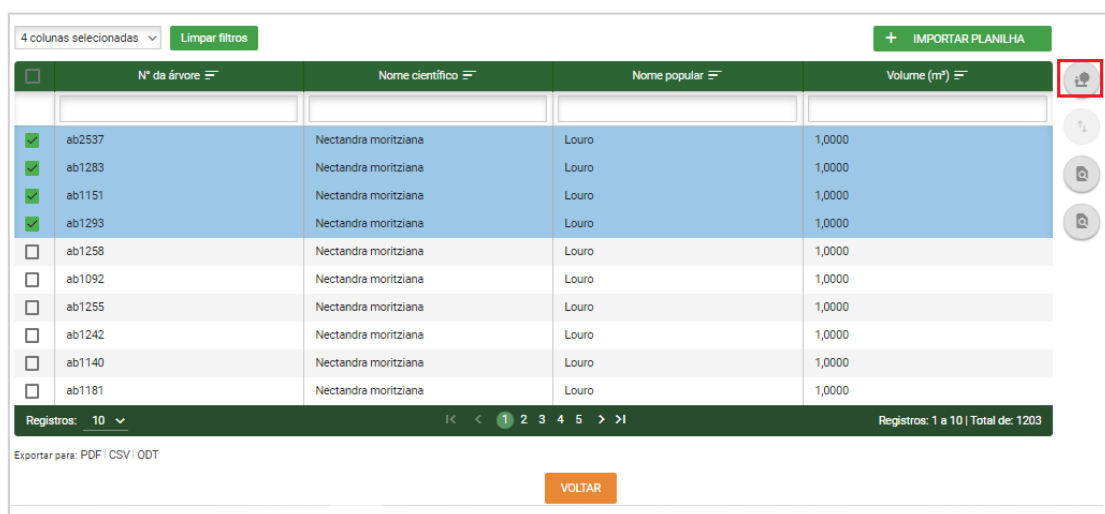 4 colunas selecionadas Limpar filtros + IMPORTAR PLANILHA
N° da árvore Nome científico Nome popular Volume (m³)
ab2537 Nectandra moritziana Louro 1,0000
ab1283 Nectandra moritziana Louro 1,0000
ab1151 Nectandra moritziana Louro 1,0000
ab1293 Nectandra moritziana Louro 1,0000
ab1258 Nectandra moritziana Louro 1,0000
ab1092 Nectandra moritziana Louro 1,0000
ab1255 Nectandra moritziana Louro 1,0000
ab1242 Nectandra moritziana Louro 1,0000
ab1140 Nectandra moritziana Louro 1,0000
ab1181 Nectandra moritziana Louro 1,0000
Registros: 10 1 2 3 4 5 Registros: 1 a 10 | Total de: 1203
Exportar para: PDF | CSV | ODT
VOLTAR